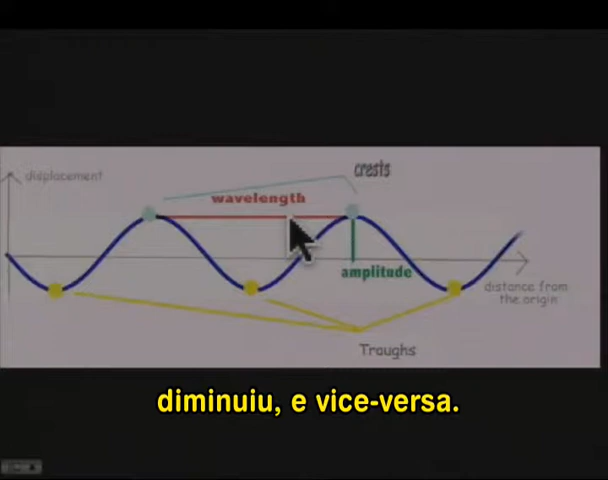 displacement
crests
wavelength
amplitude
distance from
the origin
Troughs
diminuiu, e vice-versa.